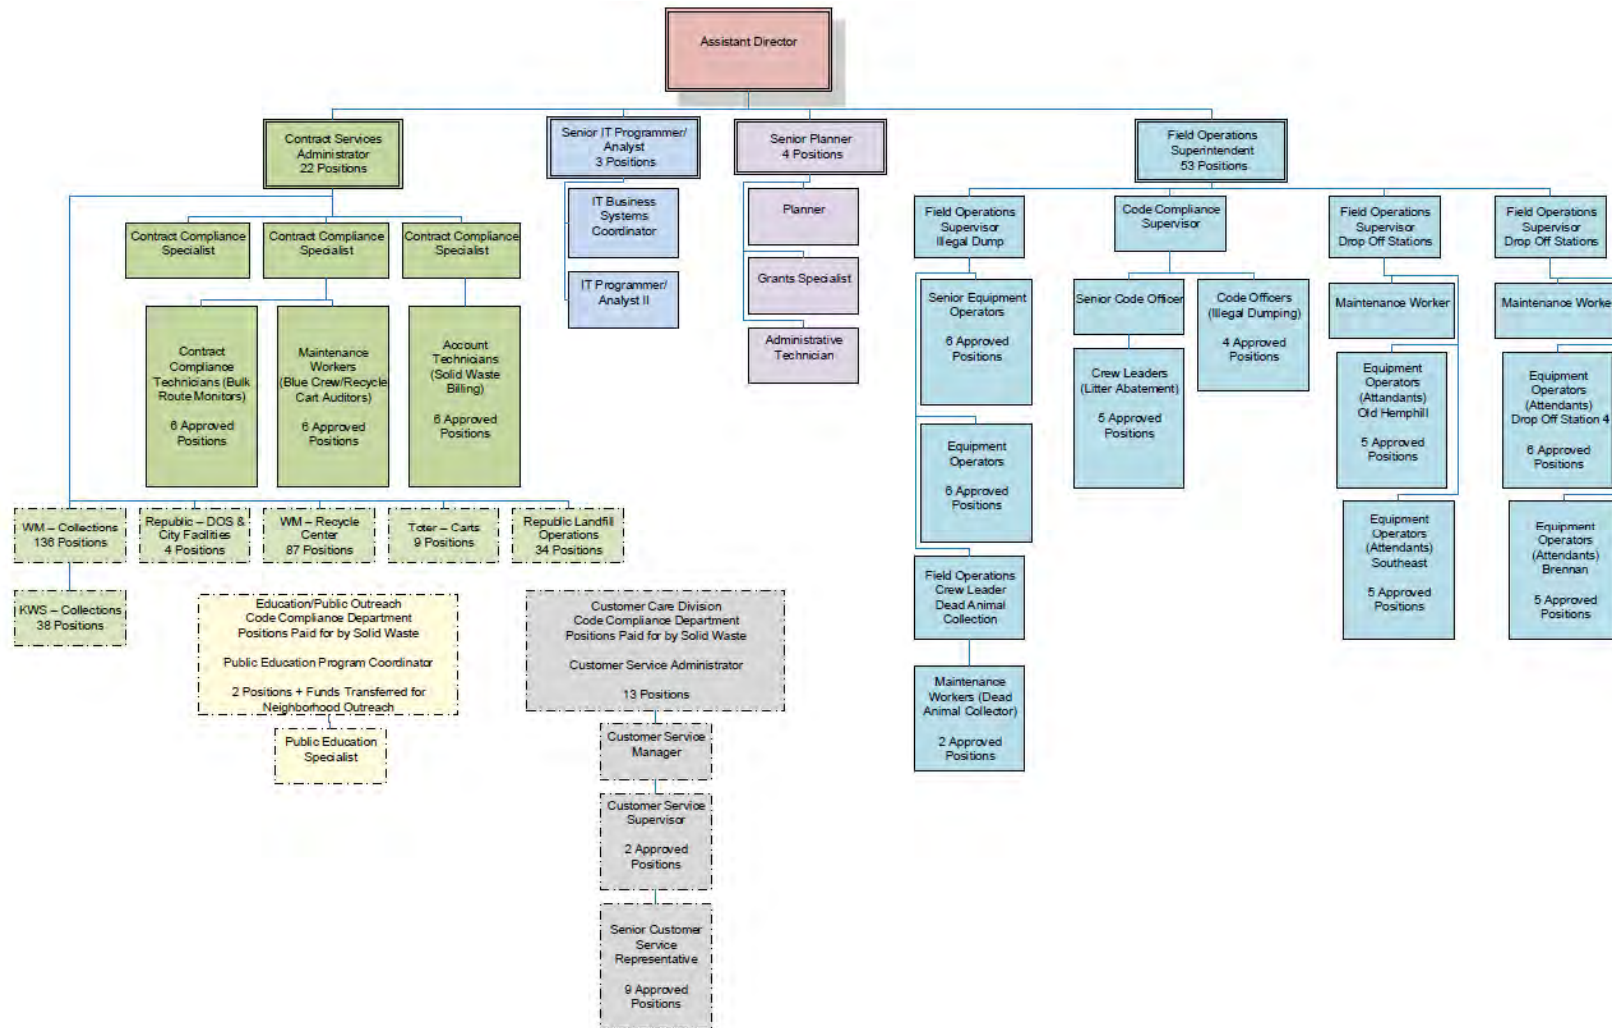 Assistant Director
Contract Services
Administrator
22 Positions
Senior IT Programmer/
Analyst
3 Positions
Senior Planner
4 Positions
Field Operations
Superintendent
53 Positions
Contract Compliance
Specialist
Contract Compliance
Specialist
Contract Compliance
Specialist
IT Business
Systems
Coordinator
IT Programmer/
Analyst II
Planner
Grants Specialist
Administrative
Technician
Field Operations
Supervisor
Illegal Dump
Code Compliance
Supervisor
Field Operations
Supervisor
Drop Off Stations
Field Operations
Supervisor
Drop Off Stations
Contract
Compliance
Technicians (Bulk
Route Monitors)
6 Approved
Positions
Maintenance
Workers
(Blue Crew/Recycle
Cart Auditors)
6 Approved
Positions
Account
Technicians
(Solid Waste
Billing)
6 Approved
Positions
Senior Equipment
Operators
6 Approved
Positions
Senior Code Officer
Code Officers
(Illegal Dumping)
4 Approved
Positions
Maintenance Worker
Maintenance Worke
Crew Leaders
(Litter Abatement)
5 Approved
Positions
Equipment
Operators
(Attandants)
Old Hemphill
5 Approved
Positions
Equipment
Operators
(Attendants)
Drop Off Station 4
6 Approved
Positions
Equipment
Operators
6 Approved
Positions
Equipment
Operators
(Attendants)
Southeast
5 Approved
Positions
Equipment
Operators
(Attendants)
Brennan
5 Approved
Positions
Field Operations
Crew Leader
Dead Animal
Collection
Maintenance
Workers (Dead
Animal Collector)
2 Approved
Positions
WM – Collections
136 Positions
Republic – DOS &
City Facilities
4 Positions
WM – Recycle
Center
87 Positions
Toter – Carts
9 Positions
Republic Landfill
Operations
34 Positions
KWS – Collections
38 Positions
Education/Public Outreach
Code Compliance Department
Positions Paid for by Solid Waste
Public Education Program Coordinator
2 Positions + Funds Transferred for
Neighborhood Outreach
Public Education
Specialist
Customer Care Division
Code Compliance Department
Positions Paid for by Solid Waste
Customer Service Administrator
13 Positions
Customer Service
Manager
Customer Service
Supervisor
2 Approved
Positions
Senior Customer
Service
Representative
9 Approved
Positions